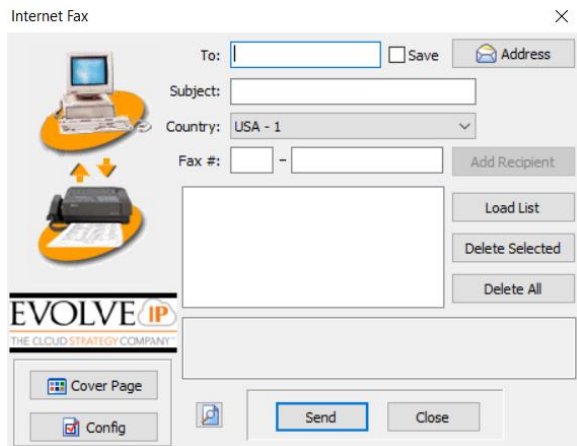 Internet Fax
To:
Save
Address
Subject:
Country: USA - 1
Fax #: -
Add Recipient
Load List
Delete Selected
Delete All
EVOLVE IP
THE CLOUD STRATEGY COMPANY™
Cover Page
Config
Send
Close